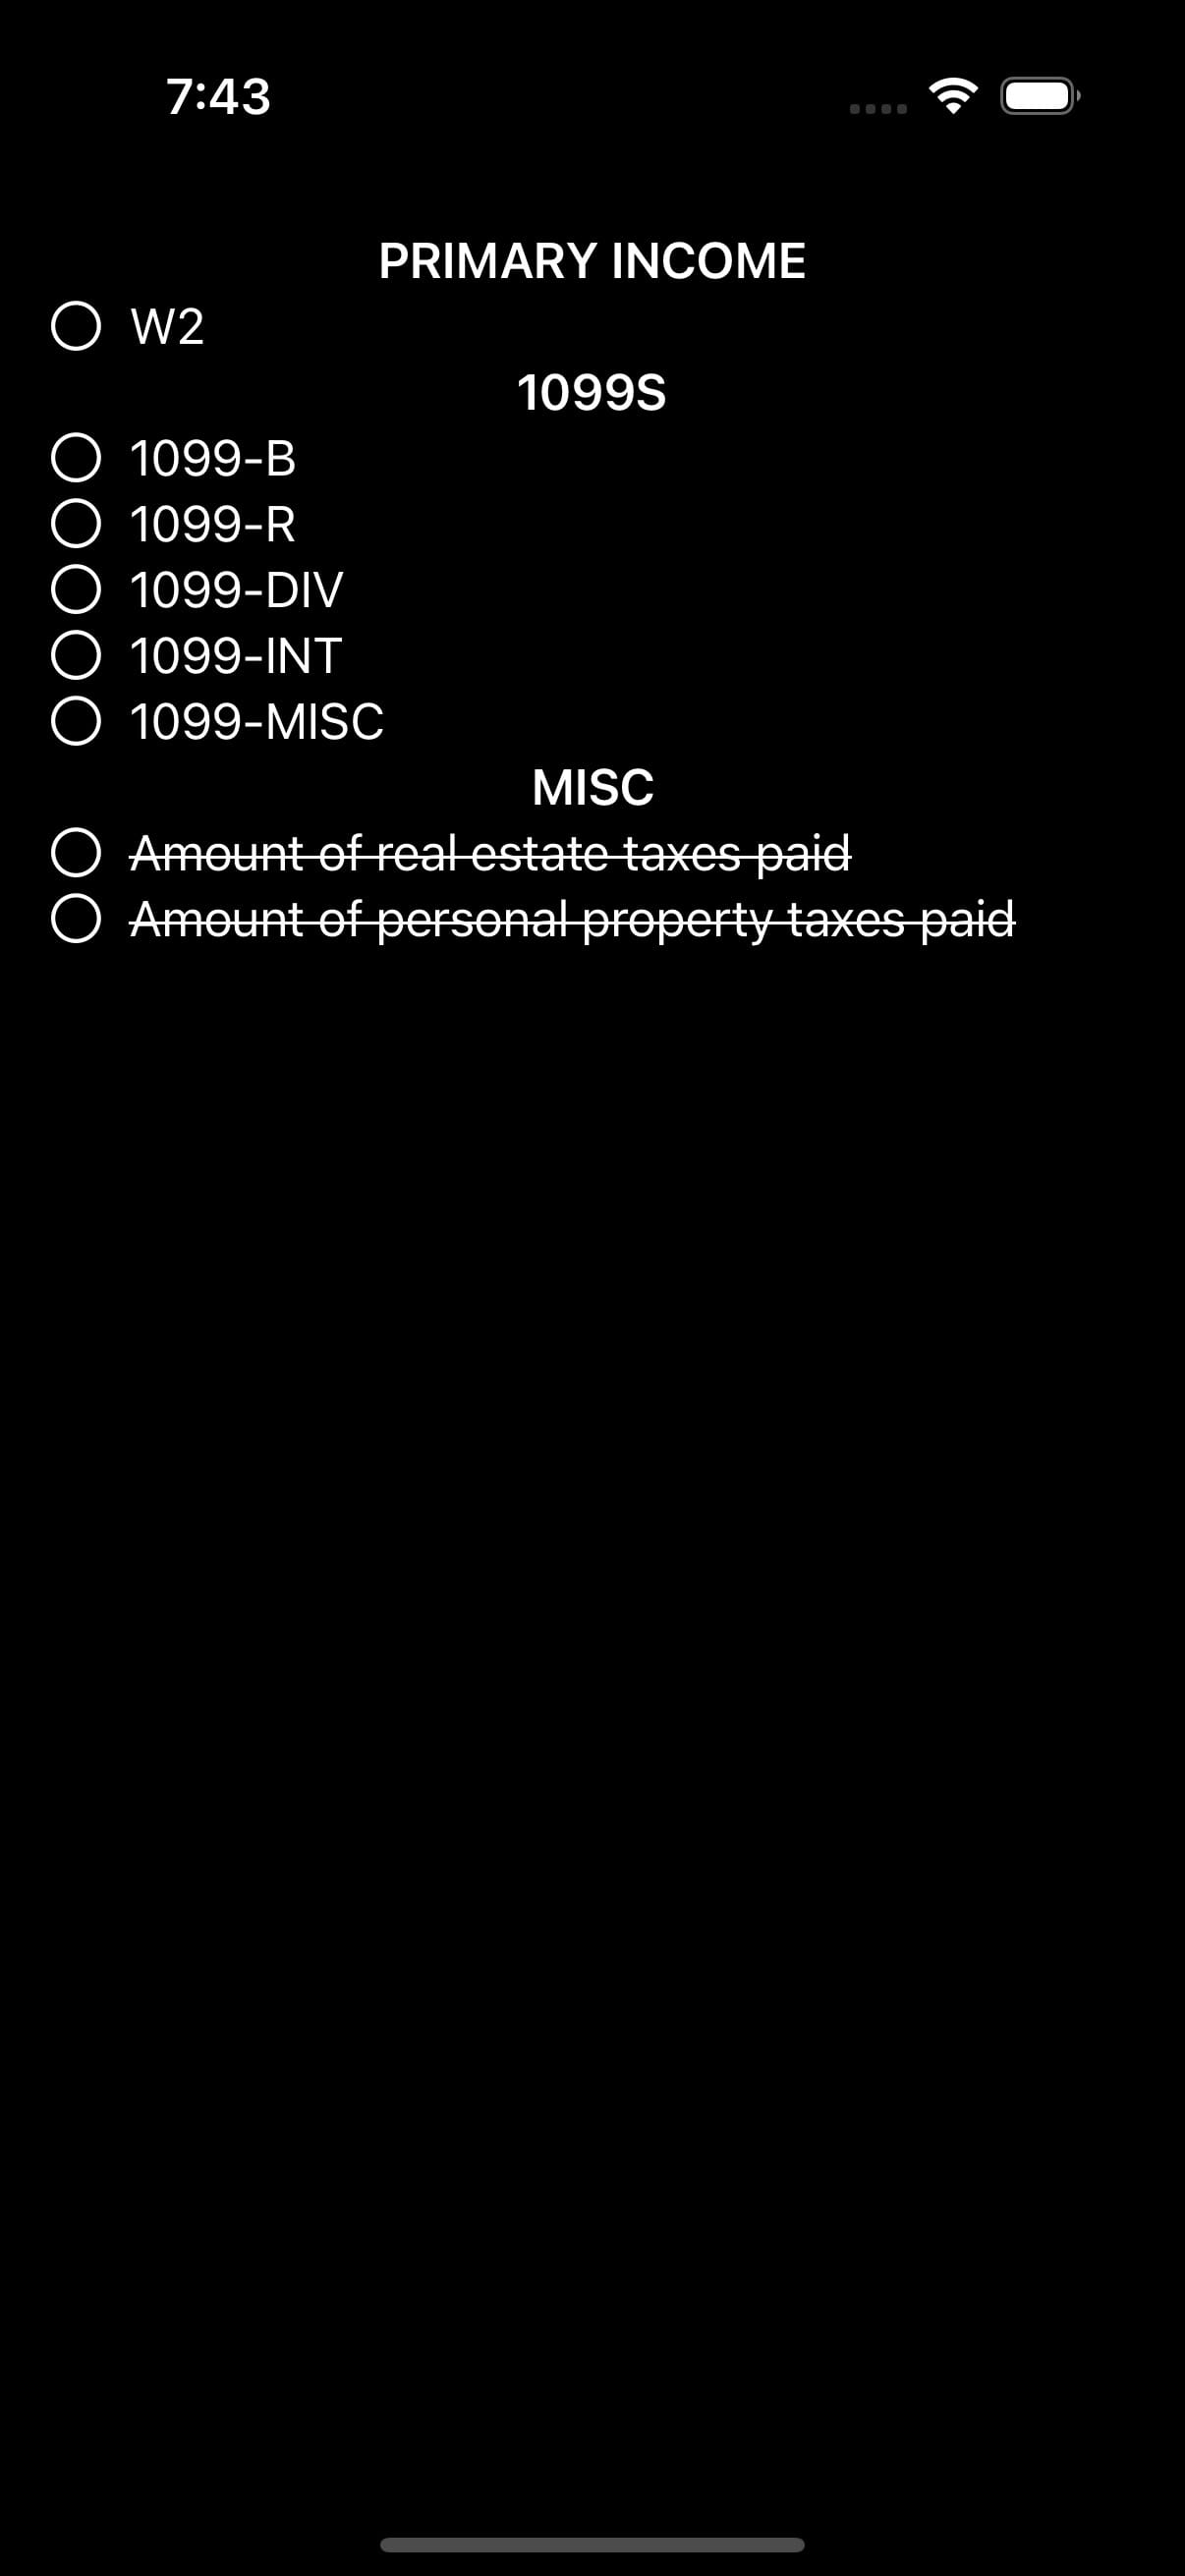 7:43
PRIMARY INCOME
W2
1099S
1099-B
1099-R
1099-DIV
1099-INT
1099-MISC
MISC
Amount of real estate taxes paid
Amount of personal property taxes paid